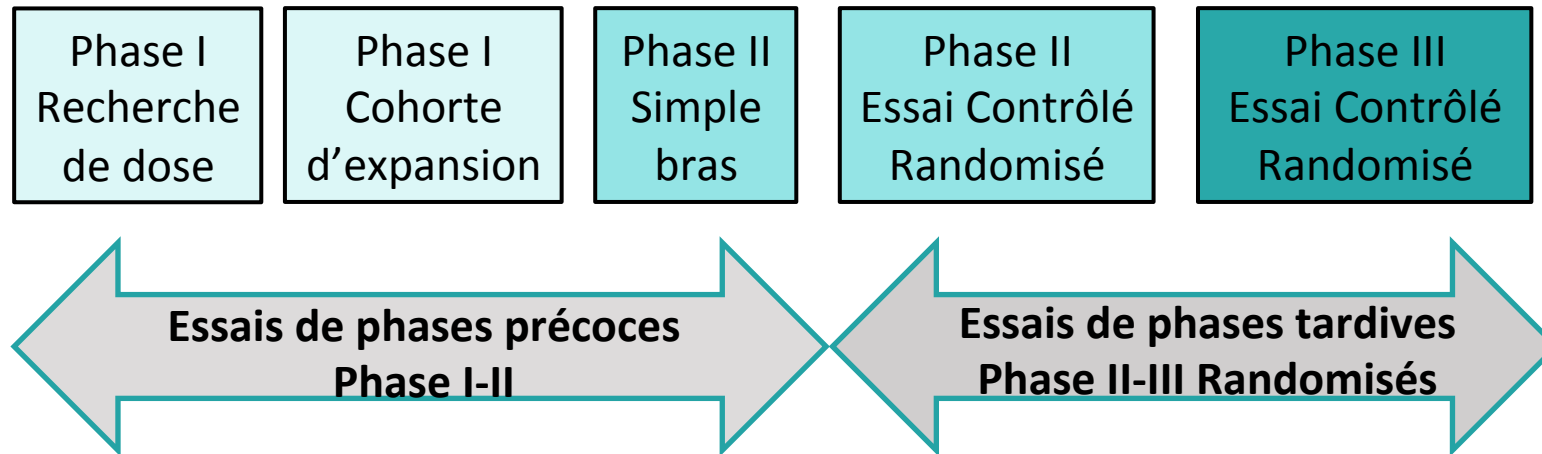 Phase I
Recherche
de dose
Phase I
Cohorte
d’expansion
Phase II
Simple
bras
Phase II
Essai Contrôlé
Randomisé
Phase III
Essai Contrôlé
Randomisé
Essais de phases précoces
Phase I-II
Essais de phases tardives
Phase II-III Randomisés